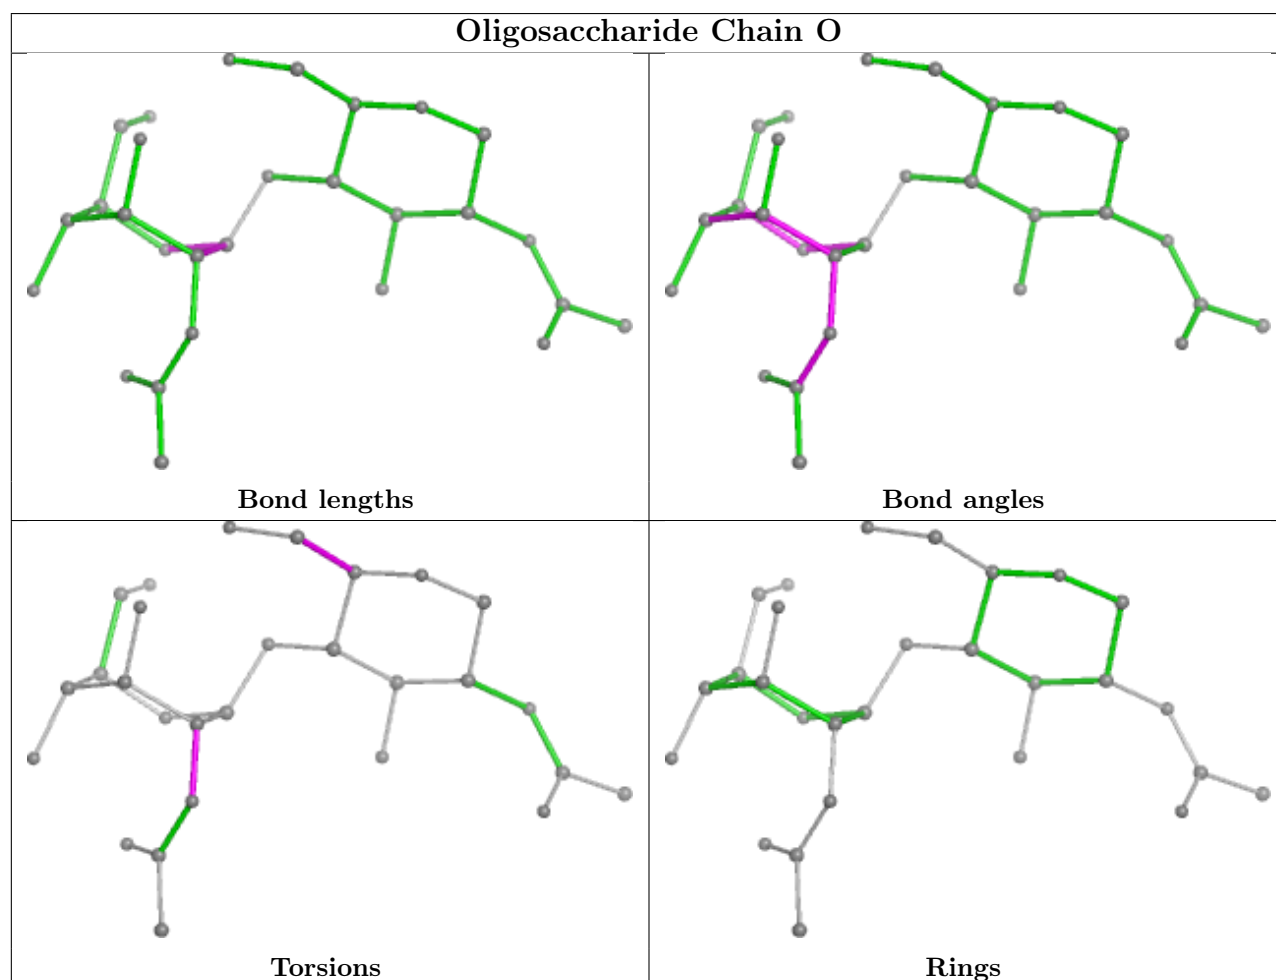 Oligosaccharide Chain O
Bond lengths
Bond angles
Torsions
Rings